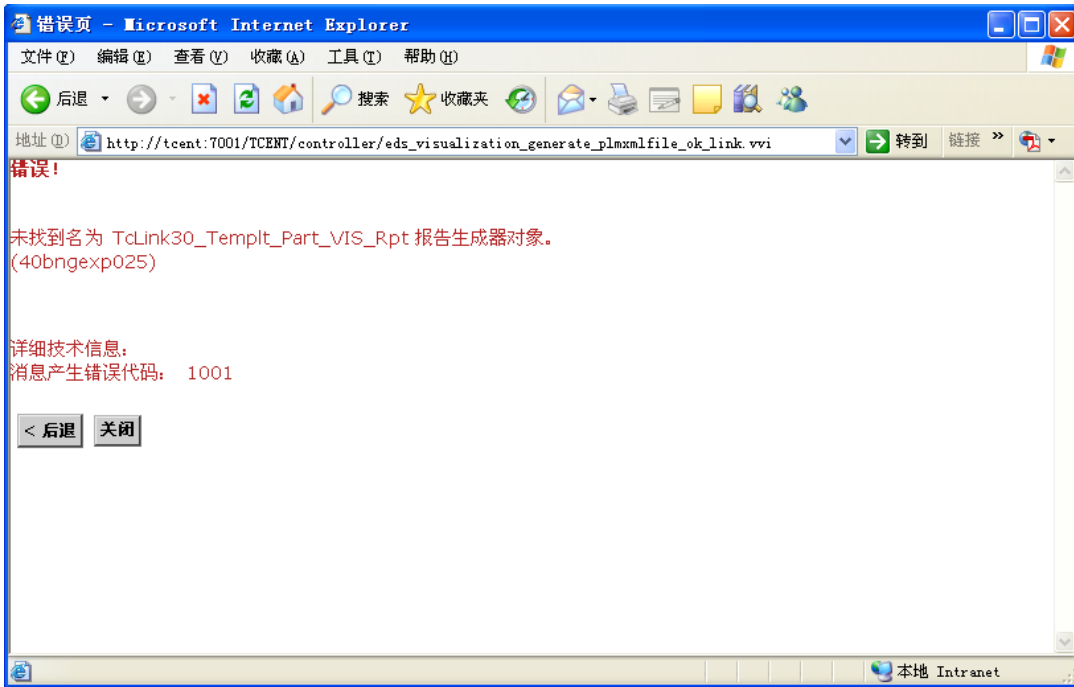 错误页 - Microsoft Internet Explorer
文件(F) 编辑(E) 查看(V) 收藏(A) 工具(T) 帮助(H)
后退 搜索 收藏夹
地址(D) http://tcent:7001/TCENT/controller/eds_visualization_generate_plmxmlfile_ok_link.vvi 转到 链接 »
错误!
未找到名为 TcLink30_Templt_Part_VIS_Rpt 报告生成器对象。
(40bngexp025)
详细技术信息:
消息产生错误代码: 1001
< 后退 关闭
本地 Intranet